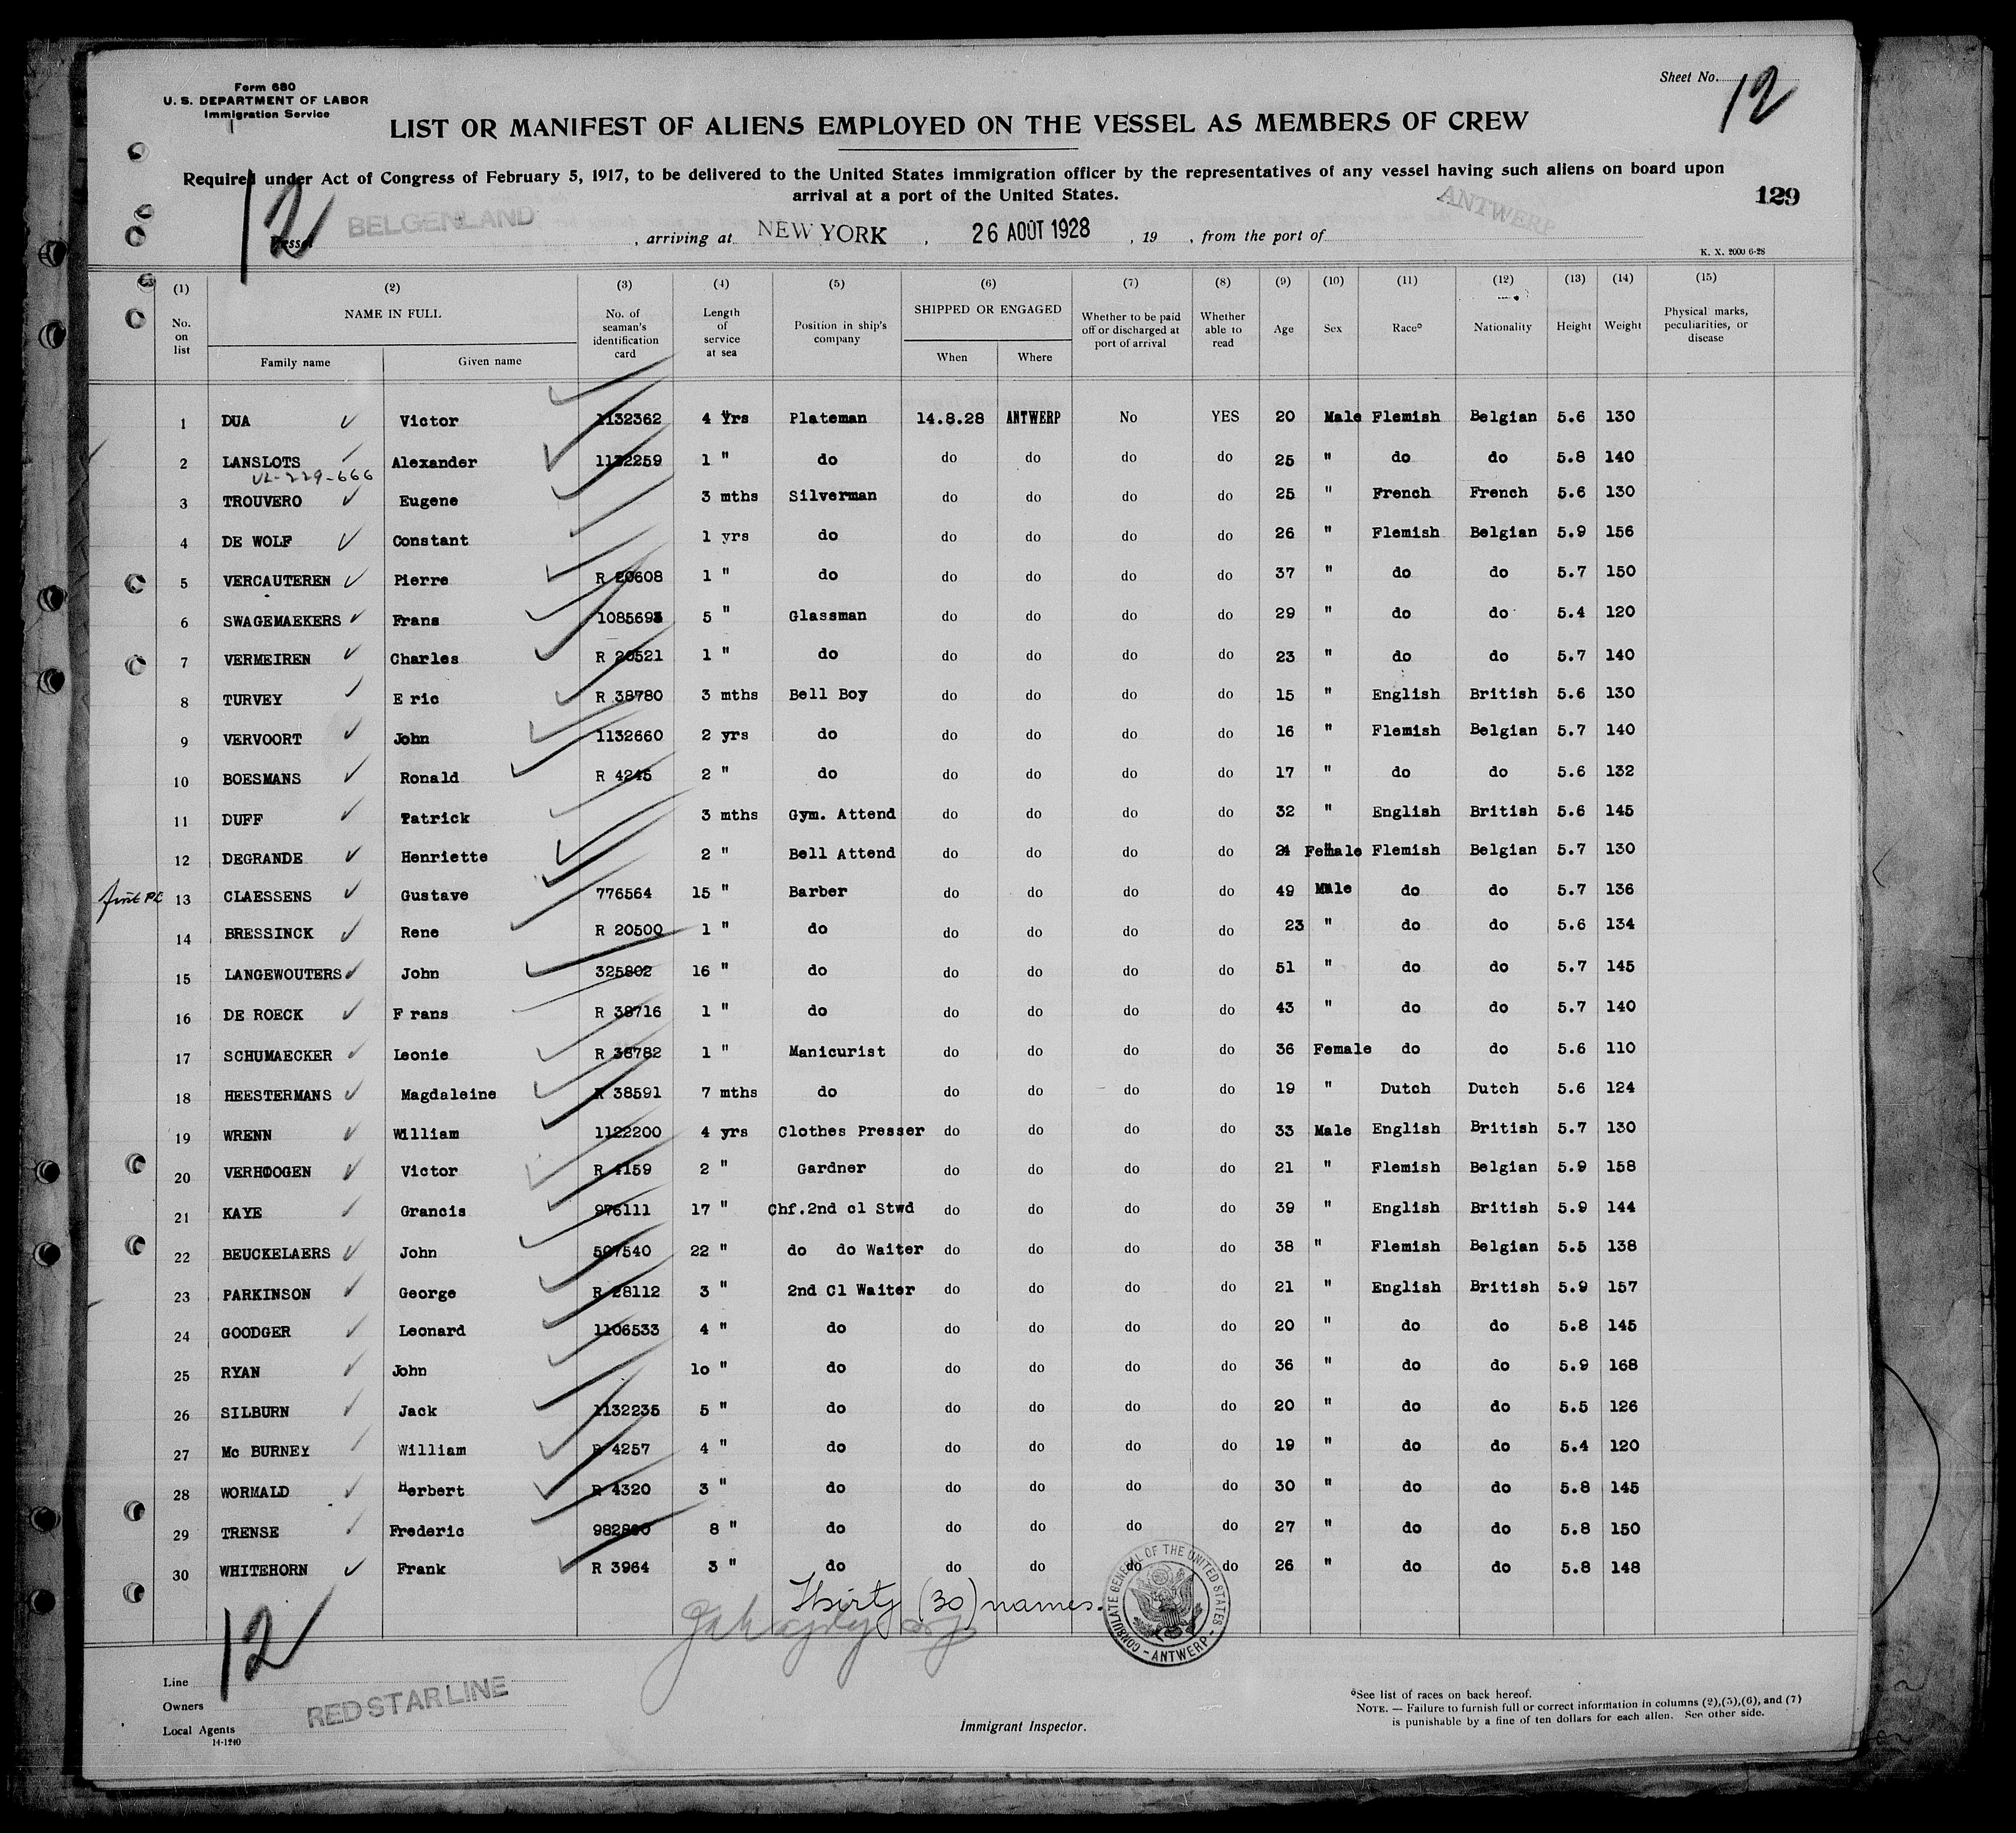 Form 680
U. S. DEPARTMENT OF LABOR
Immigration Service
Sheet No. 12
LIST OR MANIFEST OF ALIENS EMPLOYED ON THE VESSEL AS MEMBERS OF CREW
Required under Act of Congress of February 5, 1917, to be delivered to the United States immigration officer by the representatives of any vessel having such aliens on board upon
arrival at a port of the United States.
129
12
Vessel BELGENLAND, arriving at NEW YORK, 26 AOUT 1928, 19 , from the port of ANTWERP
K. X. 2000 6-28
(1) (2) (3) (4) (5) (6) (7) (8) (9) (10) (11) (12) (13) (14) (15)
No. on list NAME IN FULL Family name Given name No. of seaman's identification card Length of service at sea Position in ship's company SHIPPED OR ENGAGED When Where Whether to be paid off or discharged at port of arrival Whether able to read Age Sex Race° Nationality Height Weight Physical marks, peculiarities, or disease
1 DUA Victor 1132362 4 Yrs Plateman 14.8.28 ANTWERP No YES 20 Male Flemish Belgian 5.6 130
2 LANSLOTS Alexander 1132259 1 " do do do do do 25 " do do 5.8 140
VL-229-666
3 TROUVERO Eugene 3 mths Silverman do do do do 25 " French French 5.6 130
4 DE WOLF Constant 1 yrs do do do do do 26 " Flemish Belgian 5.9 156
5 VERCAUTEREN Pierre R 20608 1 " do do do do do 37 " do do 5.7 150
6 SWAGEMAEKERS Frans 1085693 5 " Glassman do do do do 29 " do do 5.4 120
7 VERMEIREN Charles R 20521 1 " do do do do do 23 " do do 5.7 140
8 TURVEY E ric R 38780 3 mths Bell Boy do do do do 15 " English British 5.6 130
9 VERVOORT John 1132660 2 yrs do do do do do 16 " Flemish Belgian 5.7 140
10 BOESMANS Ronald R 4245 2 " do do do do do 17 " do do 5.6 132
11 DUFF Patrick 3 mths Gym. Attend do do do do 32 " English British 5.6 145
12 DEGRANDE Henriette 2 " Bell Attend do do do do 24 Female Flemish Belgian 5.7 130
13 CLAESSENS Gustave 776564 15 " Barber do do do do 49 Male do do 5.7 136
14 BRESSINCK Rene R 20500 1 " do do do do do 23 " do do 5.6 134
15 LANGEWOUTERS John 325802 16 " do do do do do 51 " do do 5.7 145
16 DE ROECK F rans R 38716 1 " do do do do do 43 " do do 5.7 140
17 SCHUMAECKER Leonie R 38782 1 " Manicurist do do do do 36 Female do do 5.6 110
18 HEESTERMANS Magdaleine R 38591 7 mths do do do do do 19 " Dutch Dutch 5.6 124
19 WRENN William 1122200 4 yrs Clothes Presser do do do do 33 Male English British 5.7 130
20 VERHOOGEN Victor R 4159 2 " Gardner do do do do 21 " Flemish Belgian 5.9 158
21 KAYE Grancis 976111 17 " Chf.2nd cl Stwd do do do do 39 " English British 5.9 144
22 BEUCKELAERS John 507540 22 " do do Waiter do do do do 38 " Flemish Belgian 5.5 138
23 PARKINSON George R 28112 3 " 2nd Cl Waiter do do do do 21 " English British 5.9 157
24 GOODGER Leonard 1106533 4 " do do do do do 20 " do do 5.8 145
25 RYAN John 10 " do do do do do 36 " do do 5.9 168
26 SILBURN Jack 1132235 5 " do do do do do 20 " do do 5.5 126
27 Mc BURNEY William R 4257 4 " do do do do do 19 " do do 5.4 120
28 WORMALD Herbert R 4320 3 " do do do do do 30 " do do 5.8 145
29 TRENSE Frederic 8 " do do do do do 27 " do do 5.8 150
30 WHITEHORN Frank R 3964 3 " do do do do do 26 " do do 5.8 148
Thirty (30) names.
CONSULATE GENERAL OF THE UNITED STATES - ANTWERP -
12
Line
Owners RED STAR LINE
Local Agents
14-1240
Immigrant Inspector.
°See list of races on back hereof.
NOTE. — Failure to furnish full or correct information in columns (2),(5),(6), and (7)
is punishable by a fine of ten dollars for each alien. See other side.